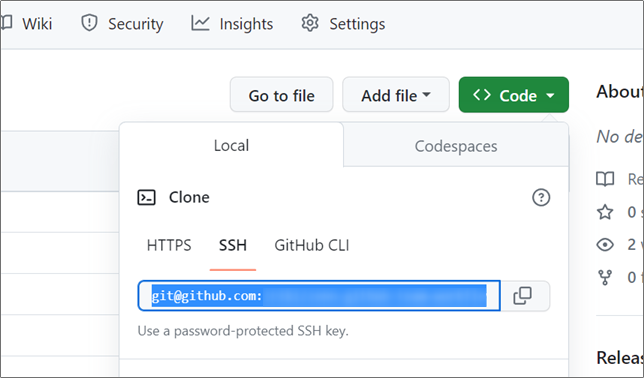 Wiki Security Insights Settings
Go to file Add file Code
About
No de
Local Codespaces
Re
Clone
0 s
HTTPS SSH GitHub CLI
2 w
0 f
git@github.com:
Use a password-protected SSH key.
Relea